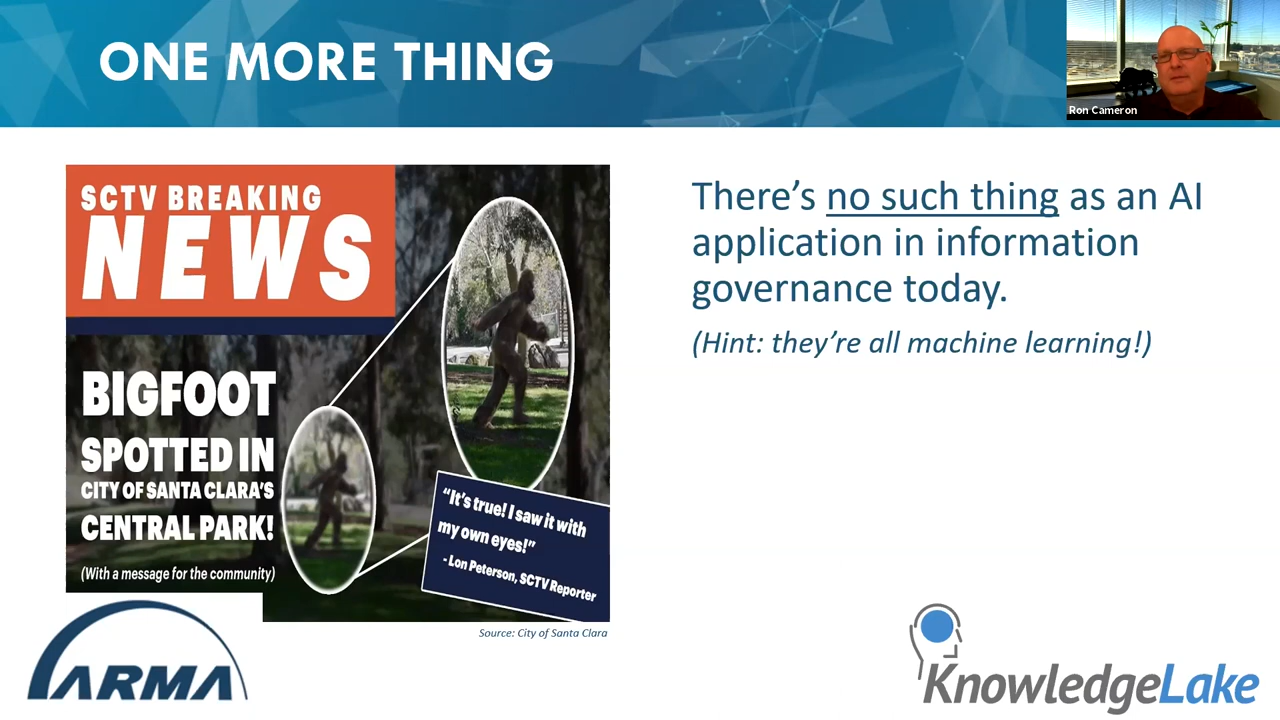 ONE MORE THING
Ron Cameron
SCTV BREAKING
NEWS
BIGFOOT
SPOTTED IN
CITY OF SANTA CLARA'S
CENTRAL PARK!
(With a message for the community)
"It's true! I saw it with
my own eyes!"
- Lon Peterson, SCTV Reporter
Source: City of Santa Clara
There's no such thing as an AI
application in information
governance today.
(Hint: they're all machine learning!)
ARMA
KnowledgeLake